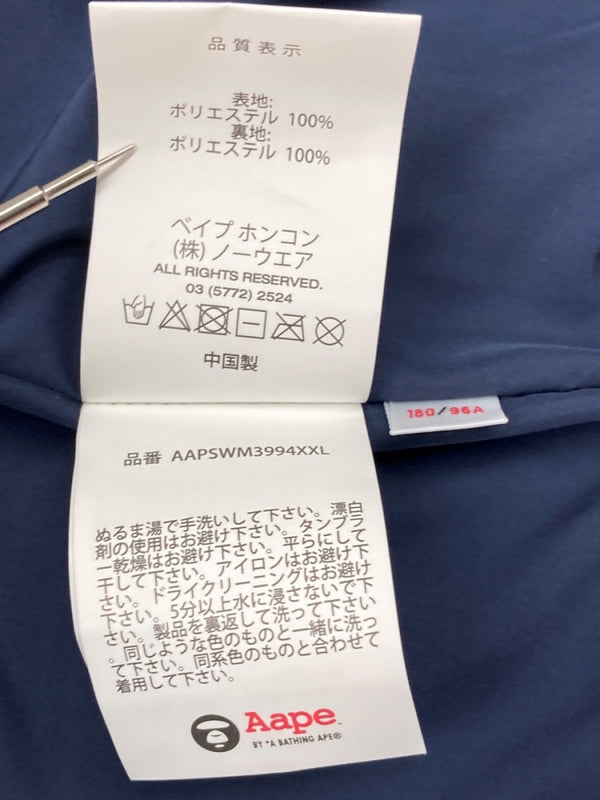 品質表示
表地:
ポリエステル 100%
裏地:
ポリエステル 100%
ベイプ ホンコン
(株) ノーウエア
ALL RIGHTS RESERVED.
03 (5772) 2524
中国製
180/96A
品番 AAPSWM3994XXL
ぬるま湯で手洗いして下さい。漂白
剤の使用はお避け下さい。タンブラ
ー乾燥はお避け下さい。平らにして
干して下さい。アイロンはお避け下
さい。ドライクリーニングはお避け
下さい。5分以上水に浸さないで下
さい。製品を裏返して洗って下さい
。同じような色のものと一緒に洗っ
て下さい。同系色のものと合わせて
着用して下さい。
Aape™
BY *A BATHING APE®